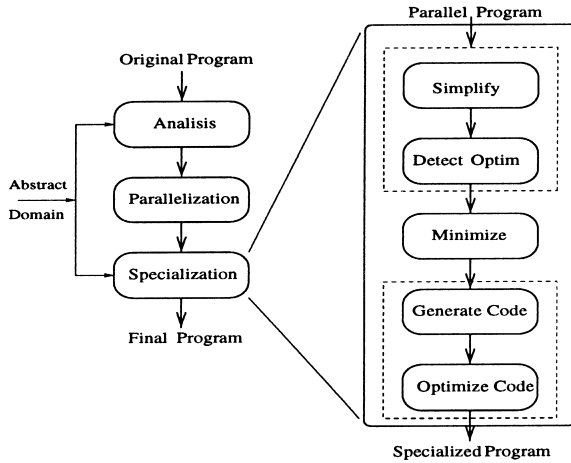 Original Program
Analisis
Abstract
Domain
Parallelization
Specialization
Final Program
Parallel Program
Simplify
Detect Optim
Minimize
Generate Code
Optimize Code
Specialized Program